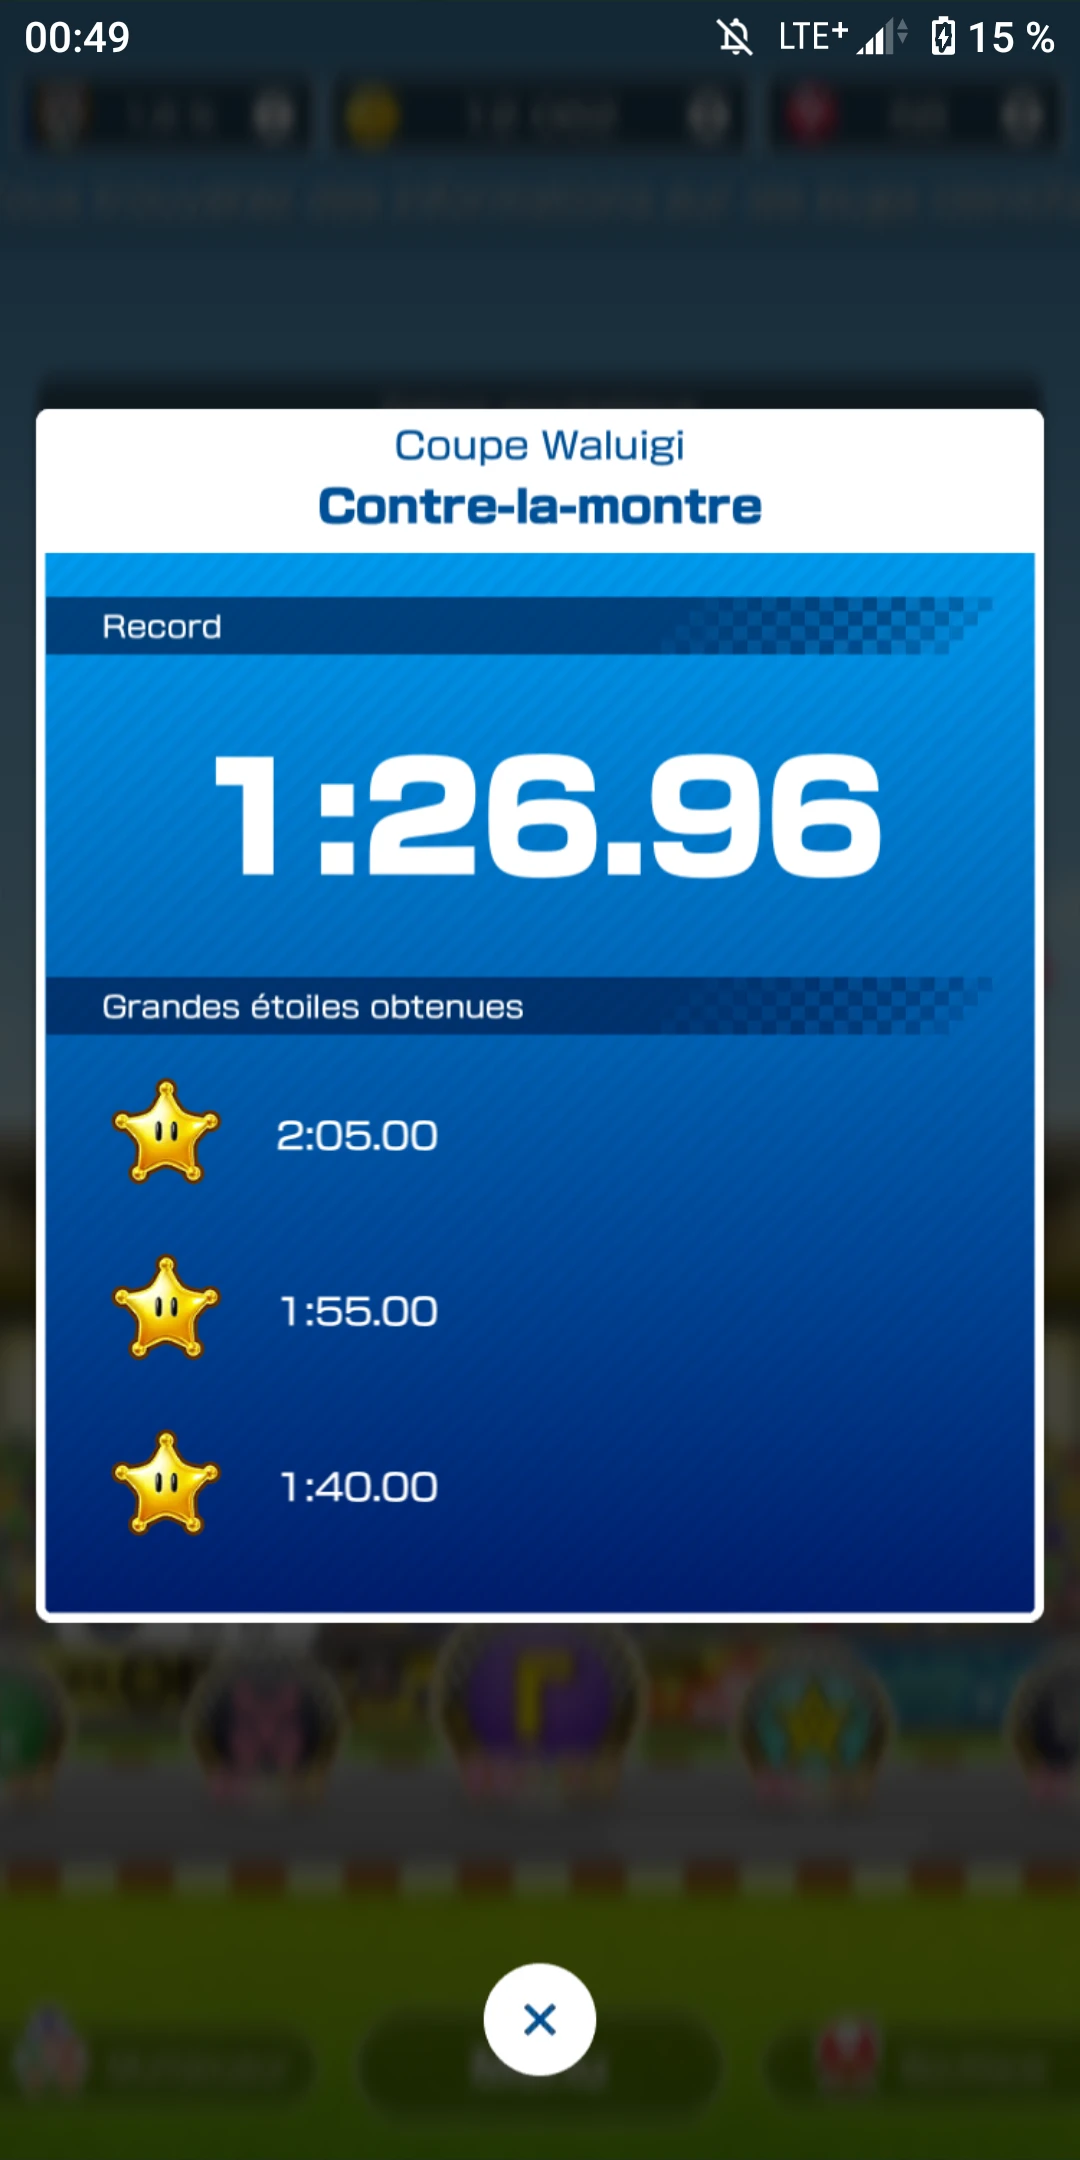 00:49
LTE+
15 %
Coupe Waluigi
Contre-la-montre
Record
1:26.96
Grandes étoiles obtenues
2:05.00
1:55.00
1:40.00